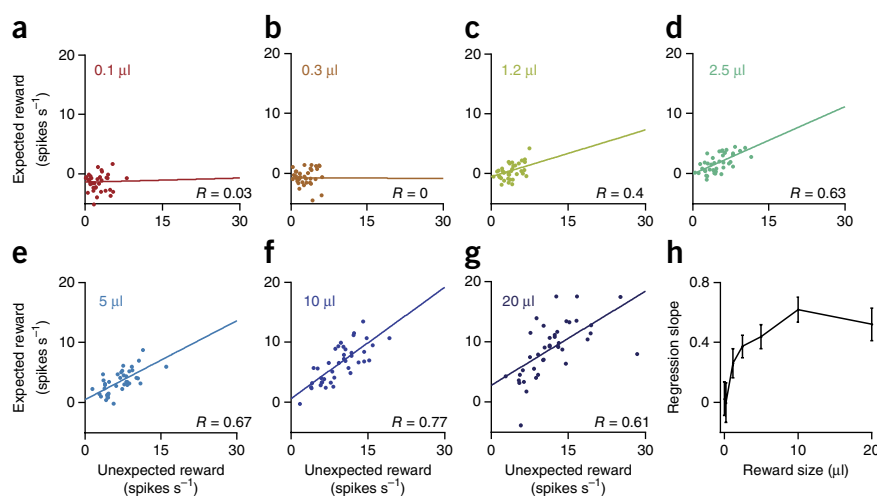 a
b
c
d
20
10
0
Expected reward
(spikes s⁻¹)
0.1 µl
R = 0.03
0
15
30
20
10
0
0.3 µl
R = 0
0
15
30
20
10
0
1.2 µl
R = 0.4
0
15
30
20
10
0
2.5 µl
R = 0.63
0
15
30
e
f
g
h
20
10
0
Expected reward
(spikes s⁻¹)
5 µl
R = 0.67
0
15
30
Unexpected reward
(spikes s⁻¹)
20
10
0
10 µl
R = 0.77
0
15
30
Unexpected reward
(spikes s⁻¹)
20
10
0
20 µl
R = 0.61
0
15
30
Unexpected reward
(spikes s⁻¹)
0.8
0.4
0
Regression slope
0
10
20
Reward size (µl)